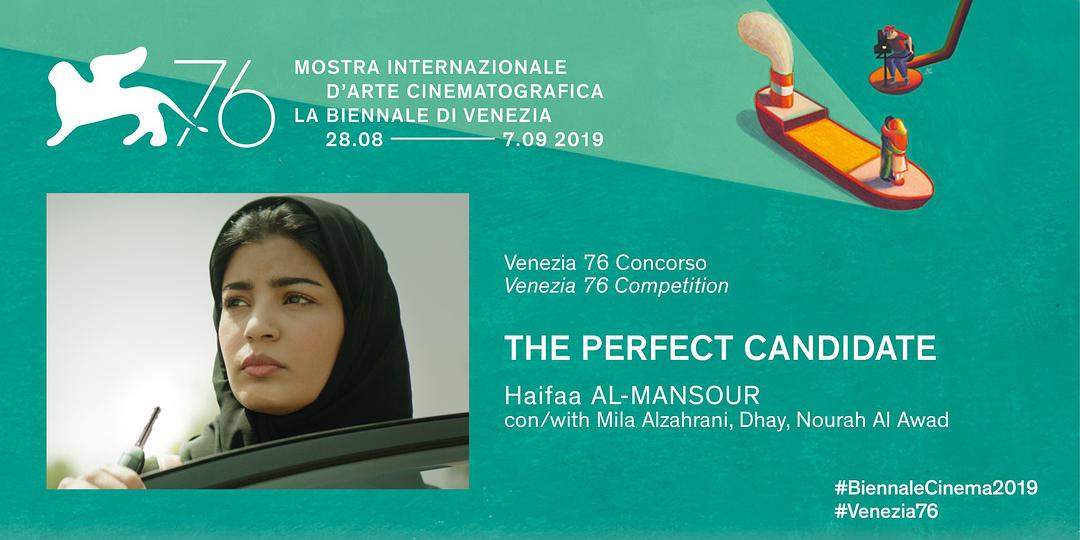 76
MOSTRA INTERNAZIONALE
D'ARTE CINEMATOGRAFICA
LA BIENNALE DI VENEZIA
28.08 — 7.09 2019
Venezia 76 Concorso
Venezia 76 Competition
THE PERFECT CANDIDATE
Haifaa AL-MANSOUR
con/with Mila Alzahrani, Dhay, Nourah Al Awad
#BiennaleCinema2019
#Venezia76